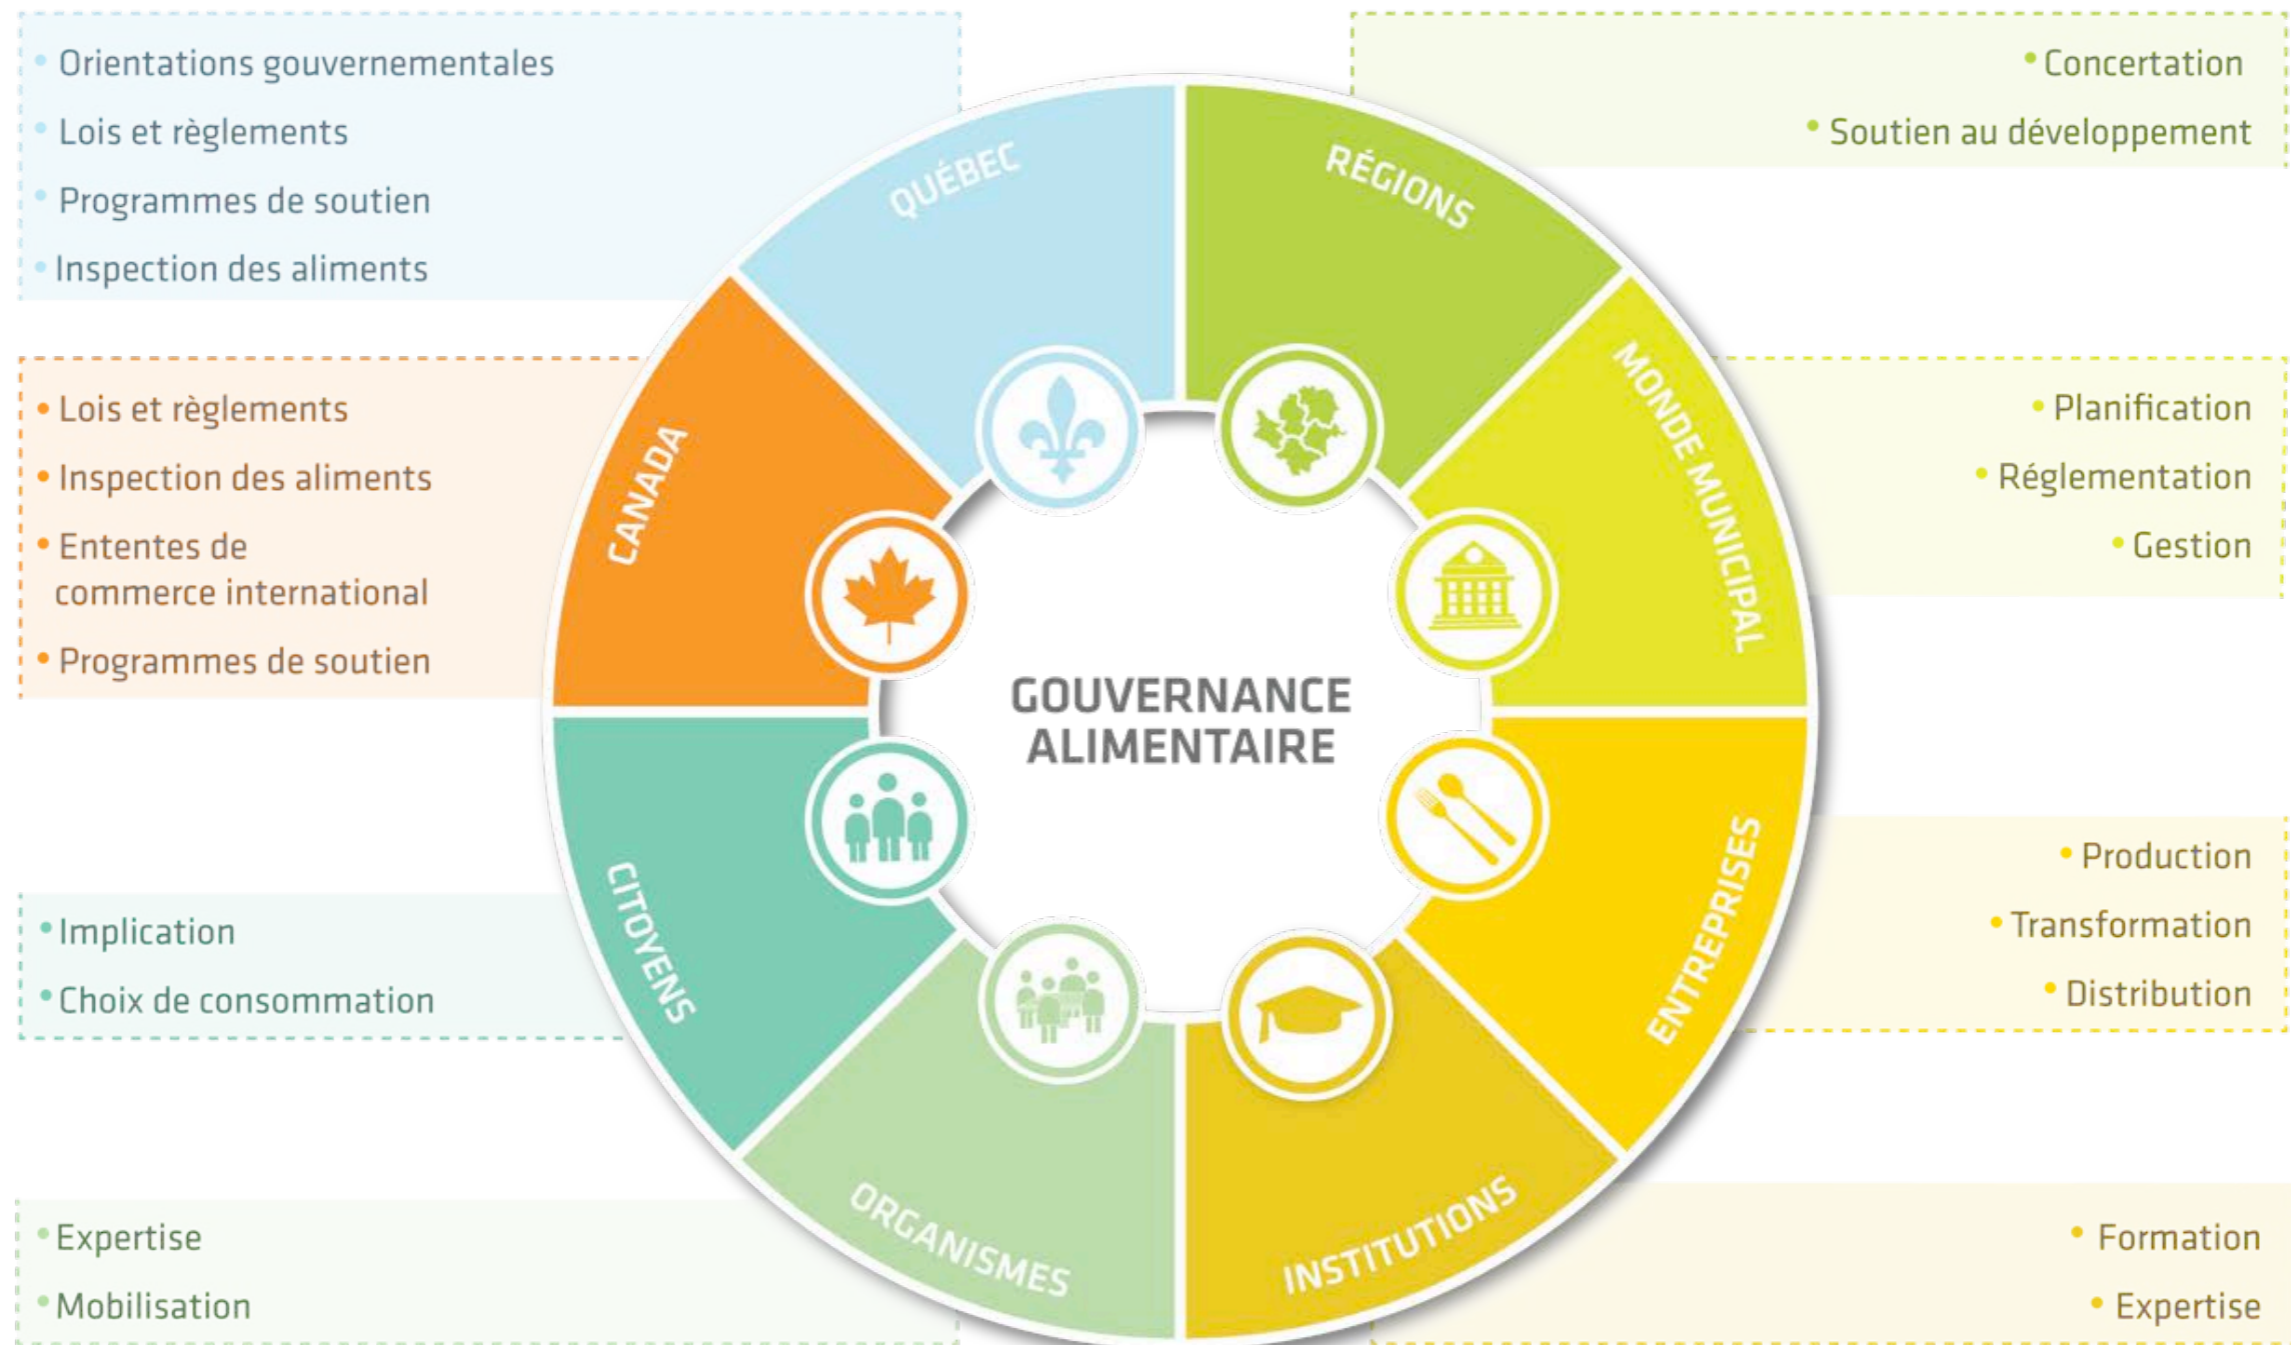 • Orientations gouvernementales
• Lois et règlements
• Programmes de soutien
• Inspection des aliments
• Concertation
• Soutien au développement
QUÉBEC
RÉGIONS
• Lois et règlements
• Inspection des aliments
• Ententes de
commerce international
• Programmes de soutien
CANADA
MONDE MUNICIPAL
• Planification
• Réglementation
• Gestion
GOUVERNANCE
ALIMENTAIRE
• Implication
• Choix de consommation
CITOYENS
ENTREPRISES
• Production
• Transformation
• Distribution
• Expertise
• Mobilisation
ORGANISMES
INSTITUTIONS
• Formation
• Expertise